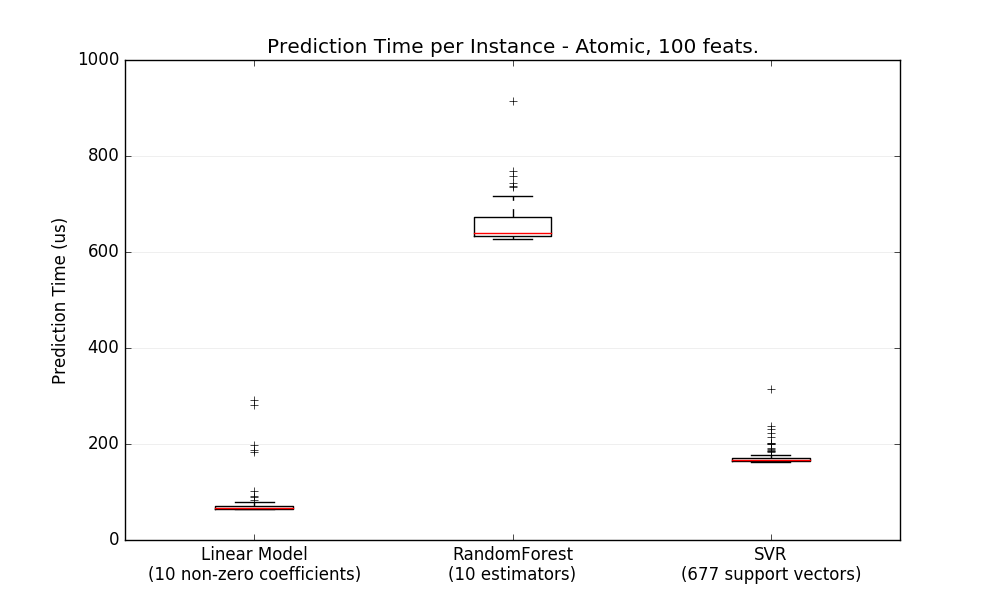 Prediction Time per Instance - Atomic, 100 feats.
1000
800
600
400
200
0
Prediction Time (us)
Linear Model
(10 non-zero coefficients)
RandomForest
(10 estimators)
SVR
(677 support vectors)